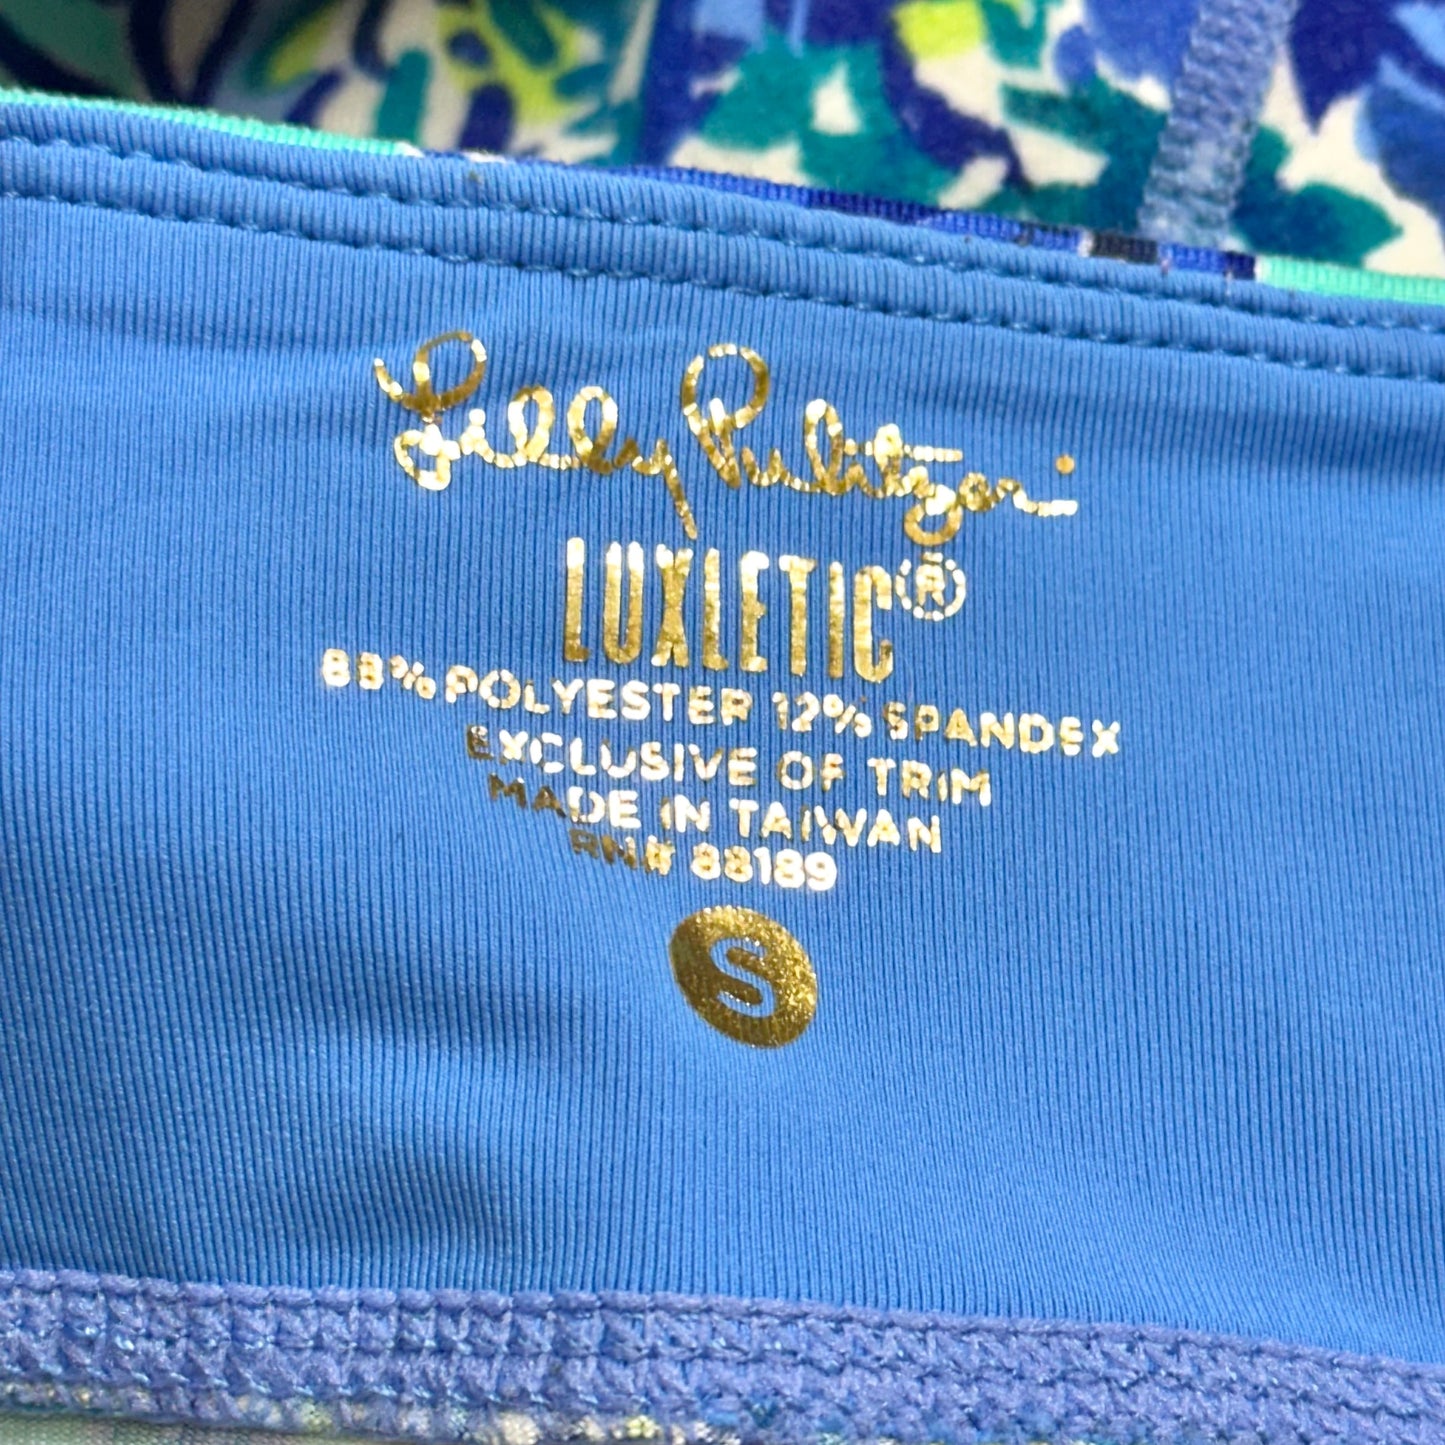 Lilly Pulitzer
LUXLETIC®
88% POLYESTER 12% SPANDEX
EXCLUSIVE OF TRIM
MADE IN TAIWAN
RN# 88189
S